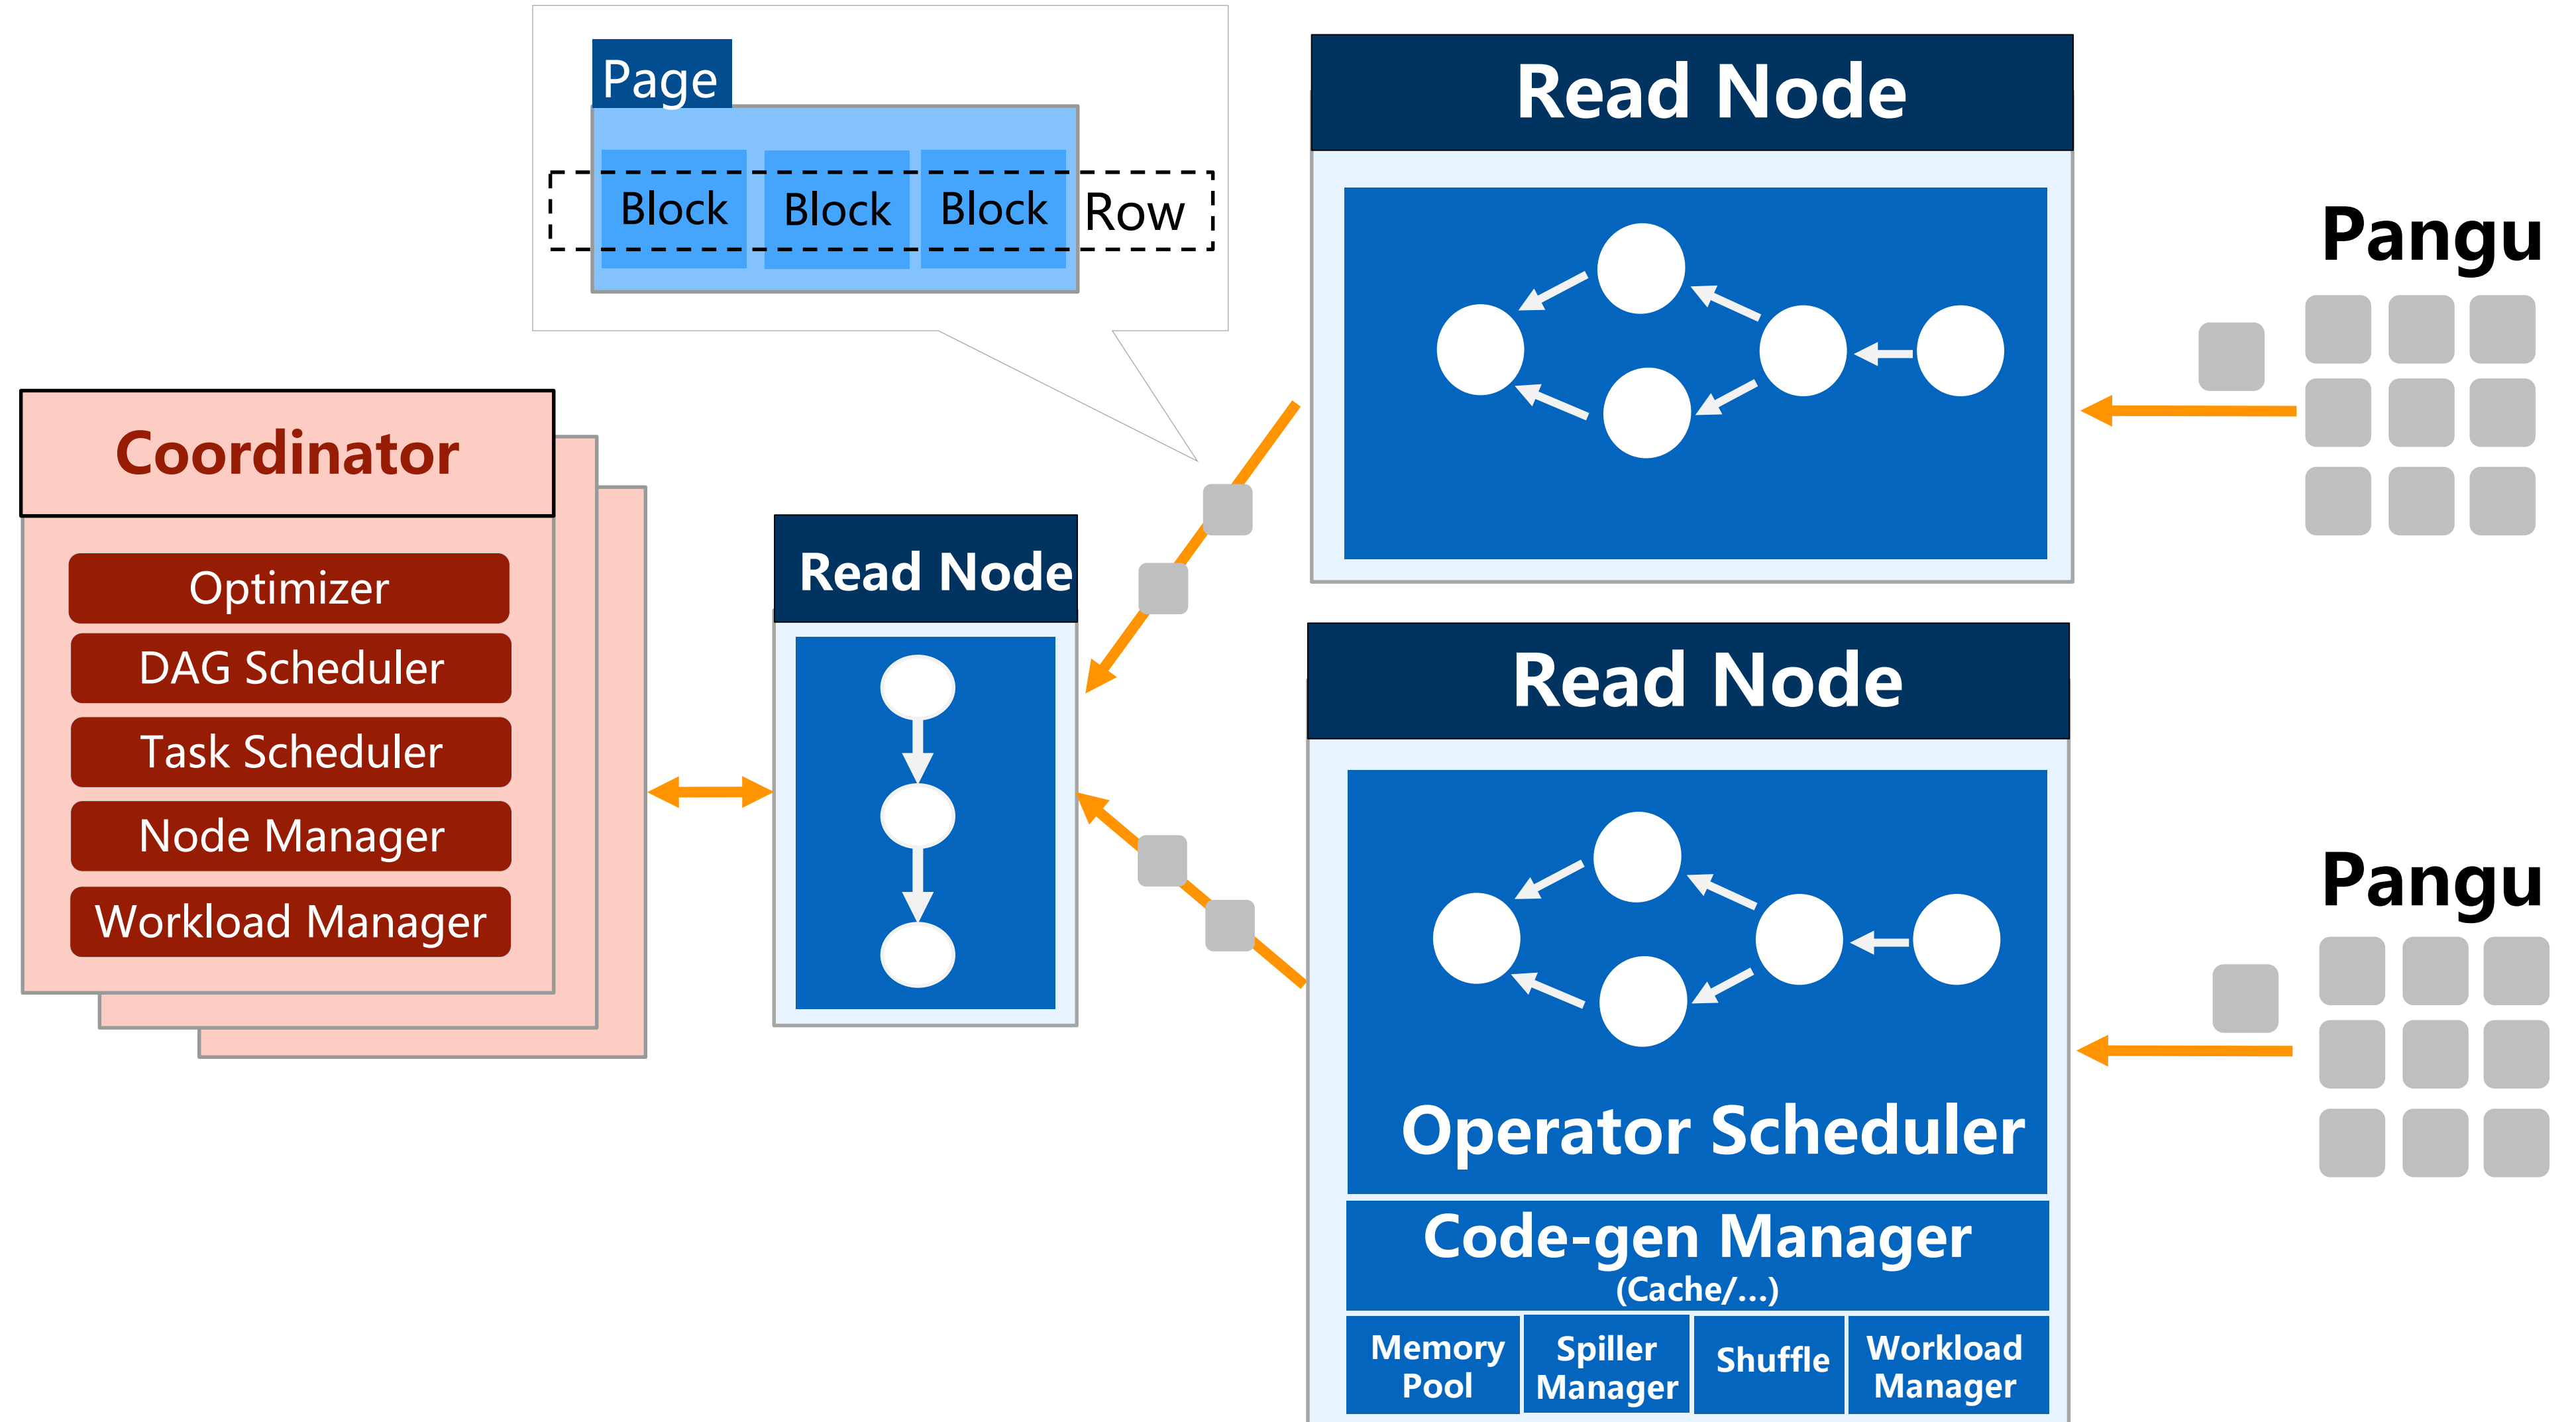 Page
Block Block Block Row
Coordinator
Optimizer
DAG Scheduler
Task Scheduler
Node Manager
Workload Manager
Read Node
Read Node
Pangu
Read Node
Operator Scheduler
Code-gen Manager
(Cache/...)
Memory
Pool
Spiller
Manager
Shuffle
Workload
Manager
Pangu